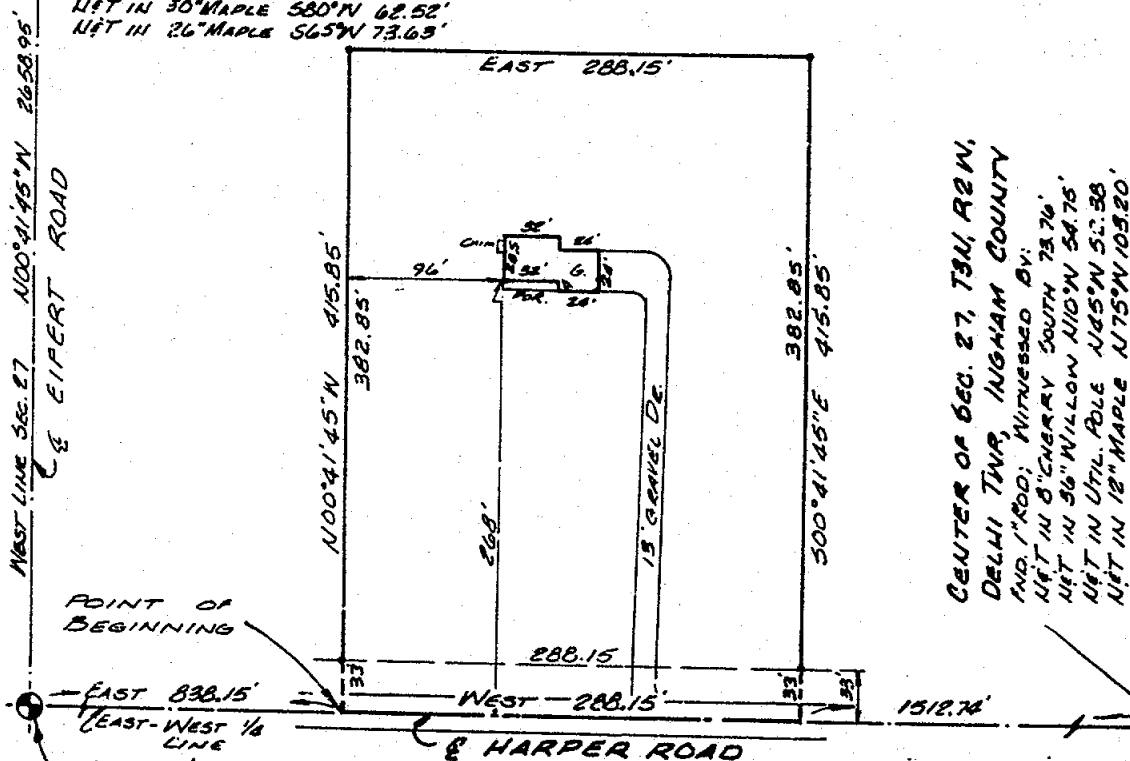 N&T IN 30" MAPLE S80°W 62.52'
N&T IN 26" MAPLE S65°W 73.63'
WEST LINE SEC. 27 N00°41'45"W 2658.95'
℄ EIFERT ROAD
EAST 288.15'
N00°41'45"W 415.85'
382.85'
CHIM
32'
26'
96'
32'
G.
24'
POR.
26'
268'
13' GRAVEL DR.
382.85'
S00°41'45"E 415.85'
CENTER OF SEC. 27, T3N, R2W,
DELHI TWP, INGHAM COUNTY
FND. 1" ROD; WITNESSED BY:
N&T IN 8" CHERRY SOUTH 73.76'
N&T IN 36" WILLOW N10°W 54.75'
N&T IN UTIL. POLE N45°W 52.38
N&T IN 12" MAPLE N75°W 103.20'
POINT OF
BEGINNING
288.15
33'
33'
33'
EAST 838.15'
WEST 288.15'
1512.74'
EAST-WEST 1/4
LINE
℄ HARPER ROAD